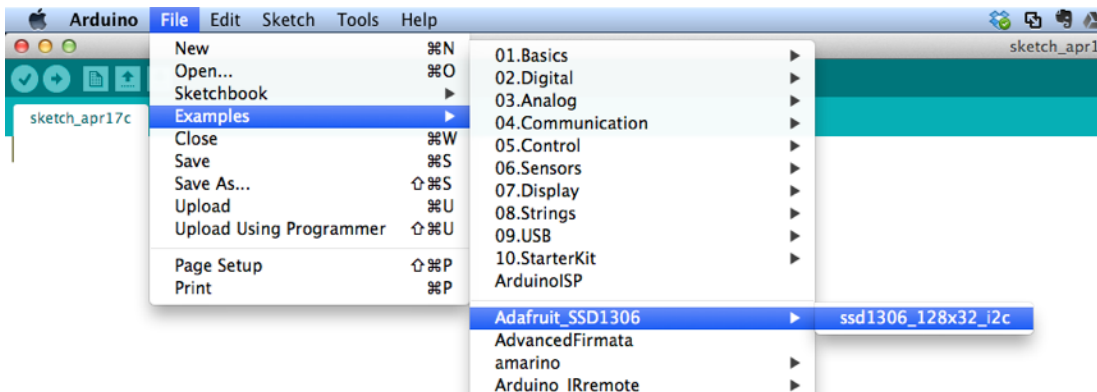 Arduino File Edit Sketch Tools Help
sketch_apr1
sketch_apr17c
New ⌘N
Open... ⌘O
Sketchbook
Examples
Close ⌘W
Save ⌘S
Save As... ⇧⌘S
Upload ⌘U
Upload Using Programmer ⇧⌘U
Page Setup ⇧⌘P
Print ⌘P
01.Basics
02.Digital
03.Analog
04.Communication
05.Control
06.Sensors
07.Display
08.Strings
09.USB
10.StarterKit
ArduinoISP
Adafruit_SSD1306
AdvancedFirmata
amarino
Arduino_IRremote
ssd1306_128x32_i2c